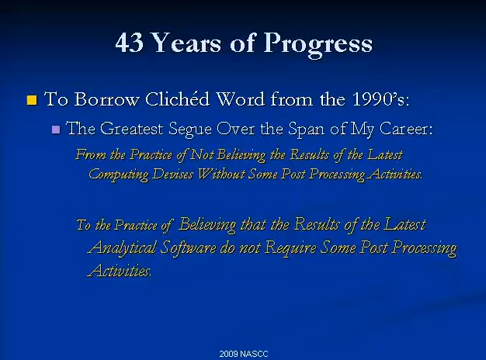 43 Years of Progress
To Borrow Clichéd Word from the 1990's:
The Greatest Segue Over the Span of My Career:
From the Practice of Not Believing the Results of the Latest
Computing Devises Without Some Post Processing Activities.
To the Practice of Believing that the Results of the Latest
Analytical Software do not Require Some Post Processing
Activities.
2009 NASCC